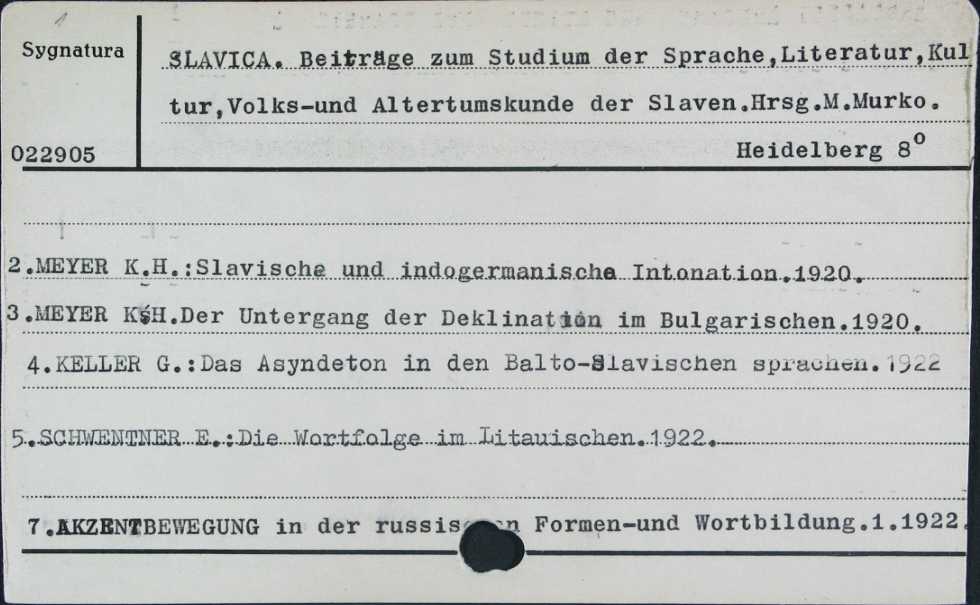 Sygnatura
SLAVICA. Beiträge zum Studium der Sprache,Literatur,Kul
tur,Volks-und Altertumskunde der Slaven.Hrsg.M.Murko.
022905
Heidelberg 8º
2.MEYER K.H.:Slavische und indogermanische Intonation.1920.
3.MEYER K.H.Der Untergang der Deklination im Bulgarischen.1920.
4.KELLER G.:Das Asyndeton in den Balto-Slavischen sprachen.1922
5.SCHWENTNER E.:Die Wortfolge im Litauischen.1922.
7.AKZENTBEWEGUNG in der russischen Formen-und Wortbildung.1.1922.